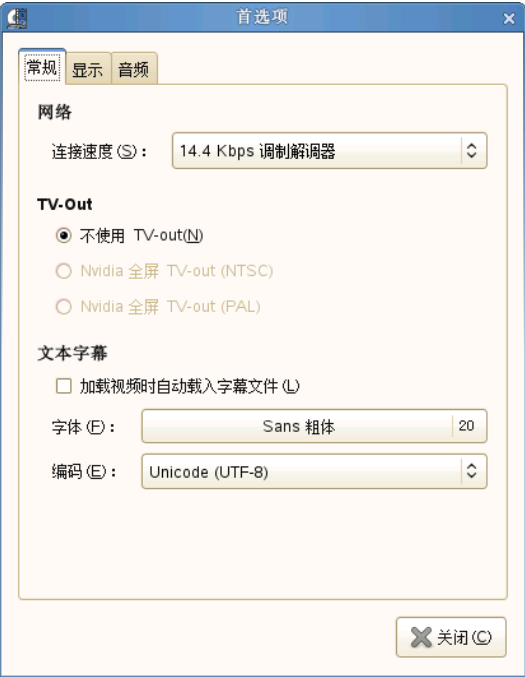 首选项
常规 显示 音频
网络
连接速度(S): 14.4 Kbps 调制解调器
TV-Out
不使用 TV-out(N)
Nvidia 全屏 TV-out (NTSC)
Nvidia 全屏 TV-out (PAL)
文本字幕
加载视频时自动载入字幕文件(L)
字体(F): Sans 粗体 20
编码(E): Unicode (UTF-8)
关闭(C)